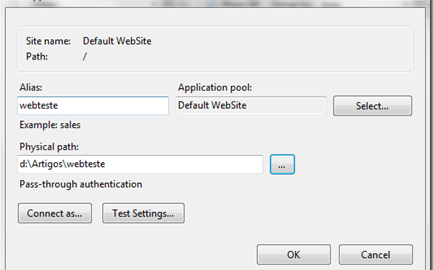 Site name: Default WebSite
Path: /
Alias: Application pool:
webteste Default WebSite Select...
Example: sales
Physical path:
d:\Artigos\webteste ...
Pass-through authentication
Connect as... Test Settings...
OK Cancel